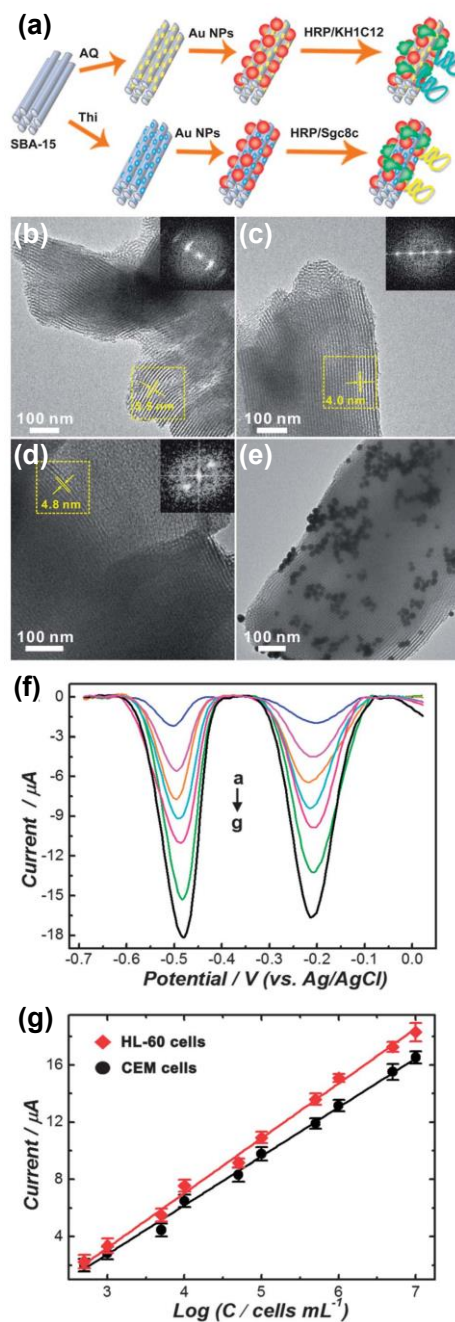 (a)
AQ
Au NPs
HRP/KH1C12
SBA-15
Thi
Au NPs
HRP/Sgc8c
(b)
100 nm
(c)
4.0 nm
100 nm
(d)
4.8 nm
100 nm
(e)
100 nm
(f)
0
-3
-6
-9
-12
-15
-18
Current / μA
a
g
-0.7 -0.6 -0.5 -0.4 -0.3 -0.2 -0.1 0.0
Potential / V (vs. Ag/AgCl)
(g)
HL-60 cells
CEM cells
16
12
8
4
Current / μA
3 4 5 6 7
Log (C / cells mL-1)